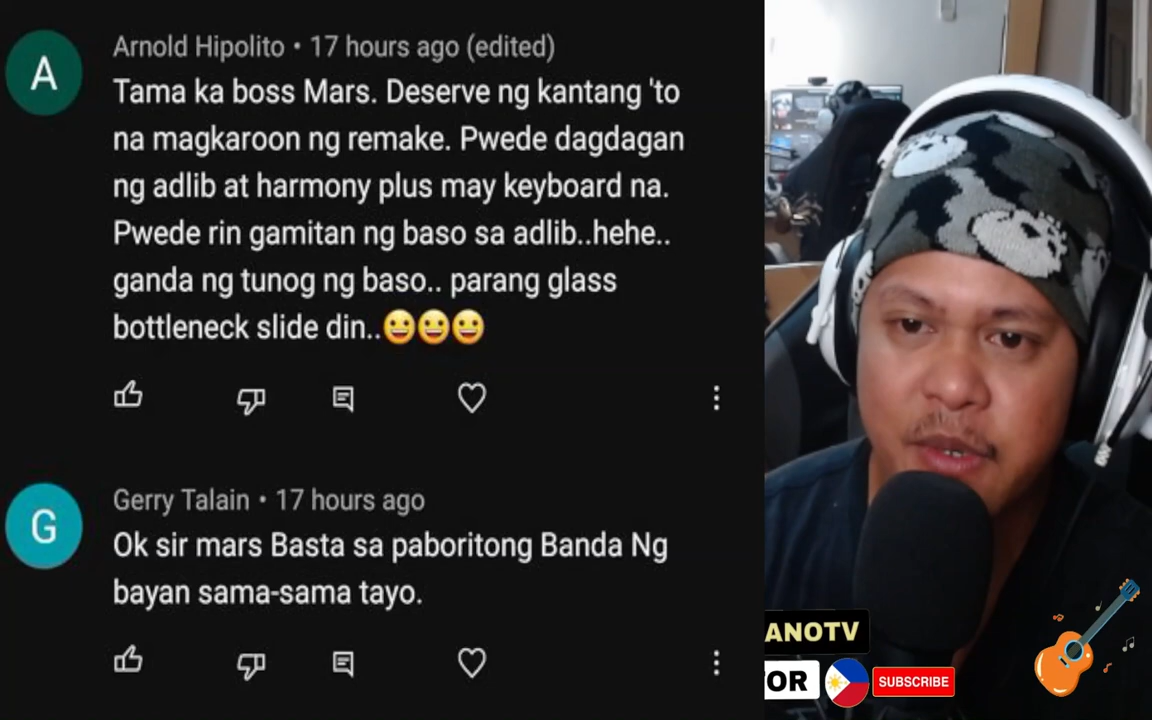 A
Arnold Hipolito • 17 hours ago (edited)
Tama ka boss Mars. Deserve ng kantang 'to
na magkaroon ng remake. Pwede dagdagan
ng adlib at harmony plus may keyboard na.
Pwede rin gamitan ng baso sa adlib..hehe..
ganda ng tunog ng baso.. parang glass
bottleneck slide din..😀😀😀
G
Gerry Talain • 17 hours ago
Ok sir mars Basta sa paboritong Banda Ng
bayan sama-sama tayo.
ANOTV
OR
SUBSCRIBE